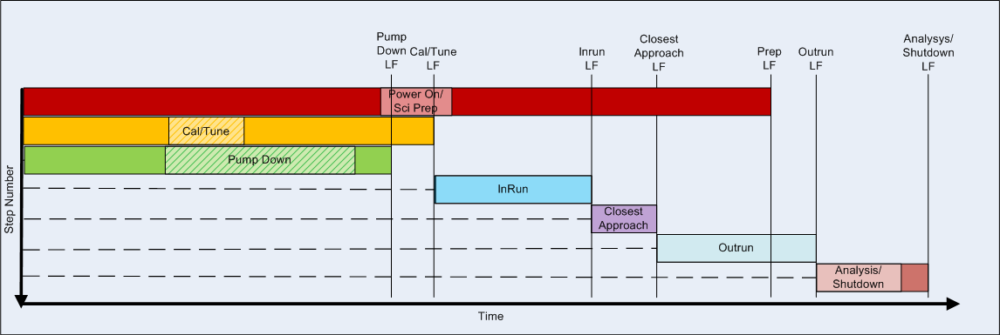 Pump
Down
LF
Cal/Tune
LF
Inrun
LF
Closest
Approach
LF
Prep
LF
Outrun
LF
Analysys/
Shutdown
LF
Power On/
Sci Prep
Cal/Tune
Pump Down
InRun
Closest
Approach
Outrun
Analysis/
Shutdown
Step Number
Time